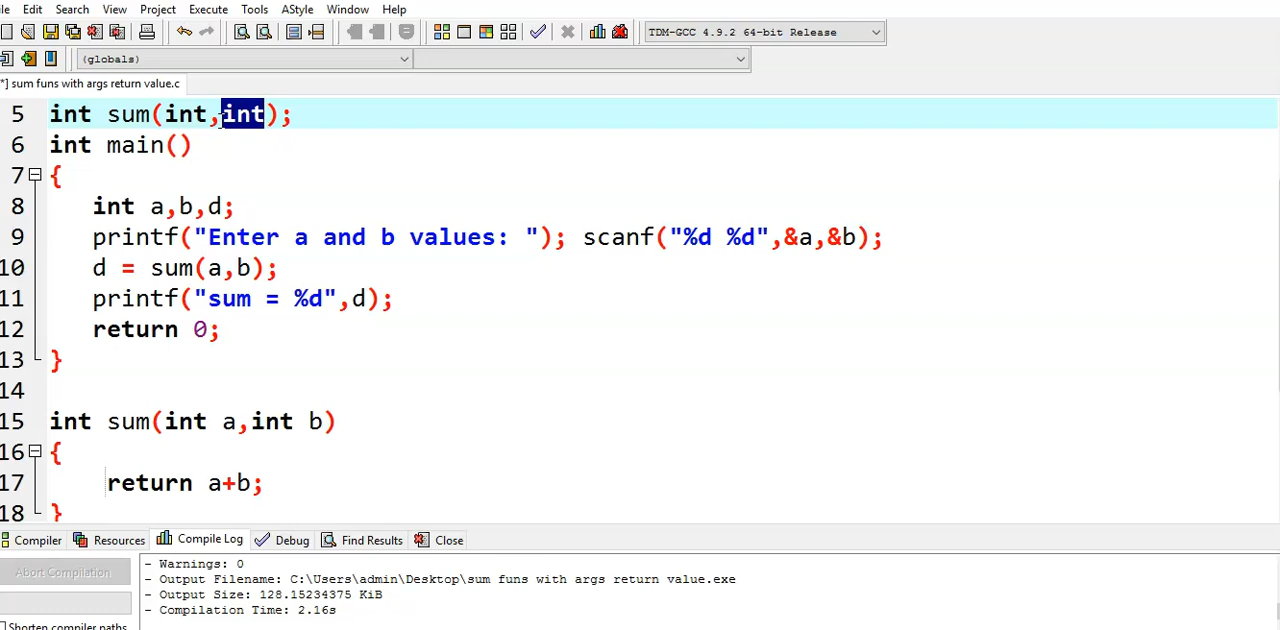 le Edit Search View Project Execute Tools AStyle Window Help
TDM-GCC 4.9.2 64-bit Release
(globals)
*] sum funs with args return value.c
5 int sum(int,int);
6 int main()
7 {
8 int a,b,d;
9 printf("Enter a and b values: "); scanf("%d %d",&a,&b);
10 d = sum(a,b);
11 printf("sum = %d",d);
12 return 0;
13 }
14
15 int sum(int a,int b)
16 {
17 return a+b;
18 }
Compiler Resources Compile Log Debug Find Results Close
Abort Compilation
- Warnings: 0
- Output Filename: C:\Users\admin\Desktop\sum funs with args return value.exe
- Output Size: 128.15234375 KiB
- Compilation Time: 2.16s
Shorten compiler paths